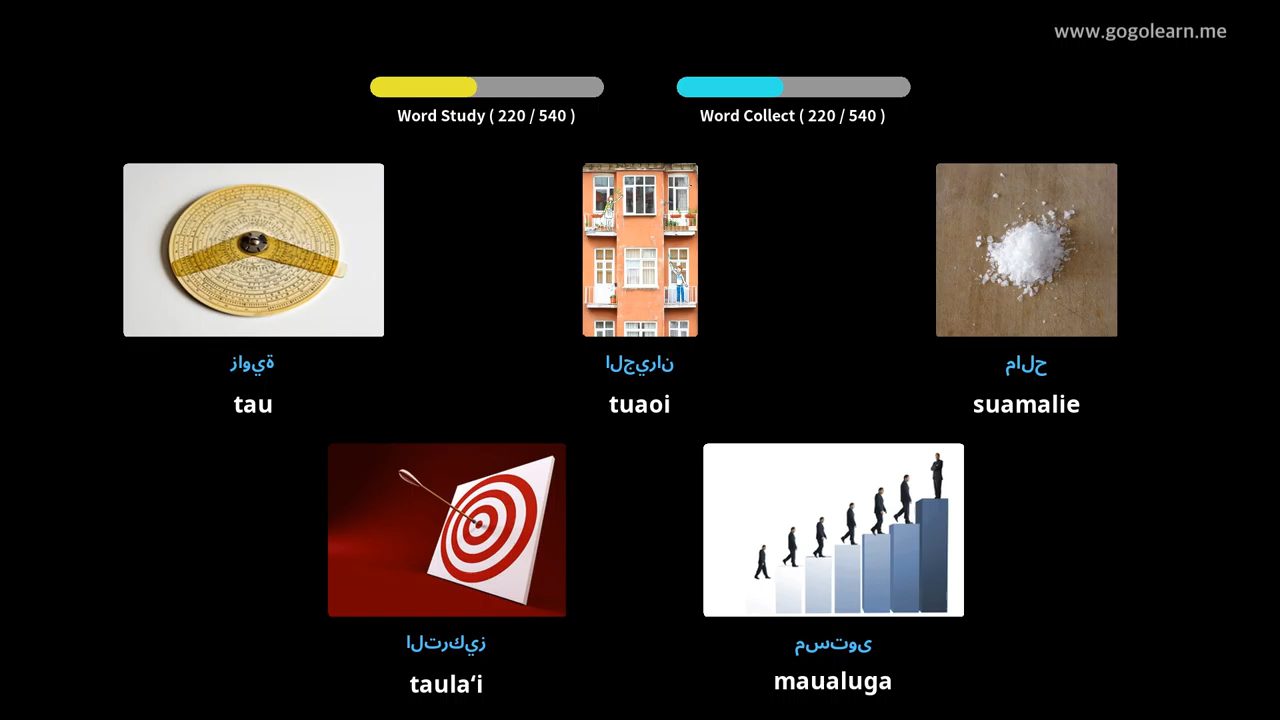 www.gogolearn.me
Word Study ( 220 / 540 )
Word Collect ( 220 / 540 )
زاوية
tau
الجيران
tuaoi
مالح
suamalie
التركيز
taulaʻi
مستوى
maualuga